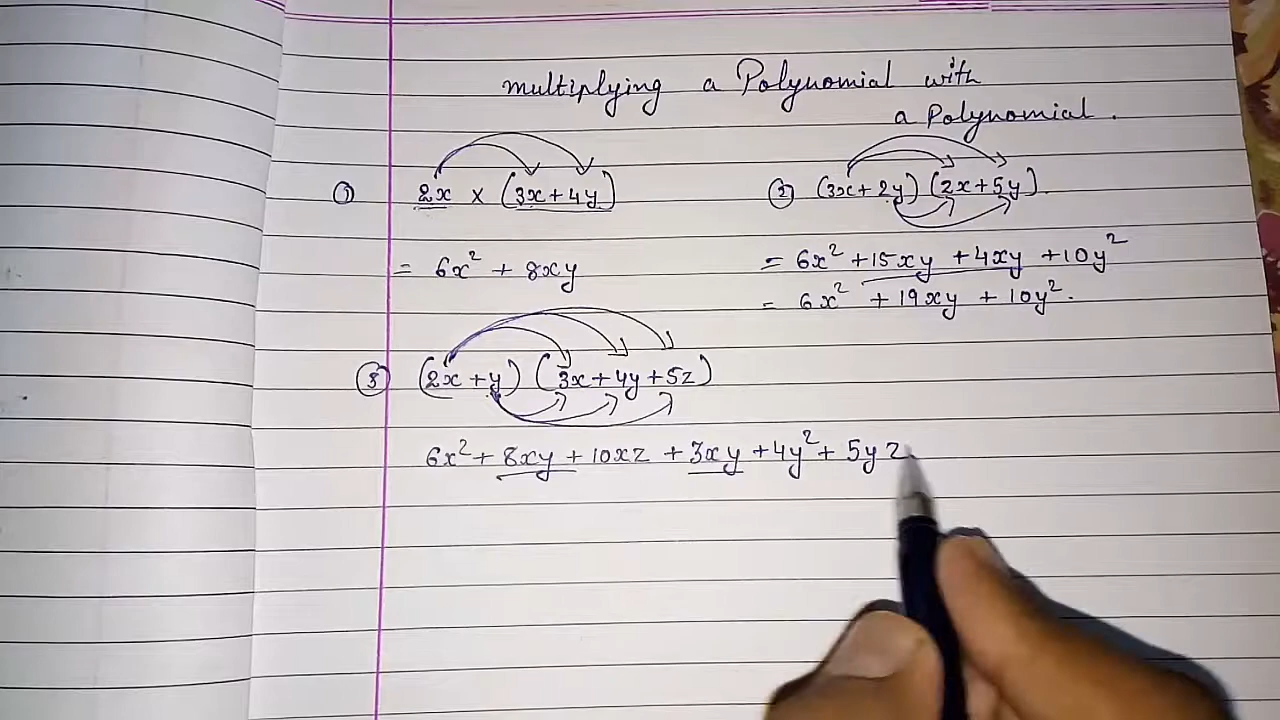 multiplying a Polynomial with
a Polynomial.
① 2x × (3x+4y)
= 6x² + 8xy
② (3x+2y) (2x+5y)
= 6x² +15xy +4xy +10y²
= 6x² +19xy + 10y².
③ (2x+y) (3x+4y+5z)
6x²+ 8xy + 10xz + 3xy +4y²+ 5yz